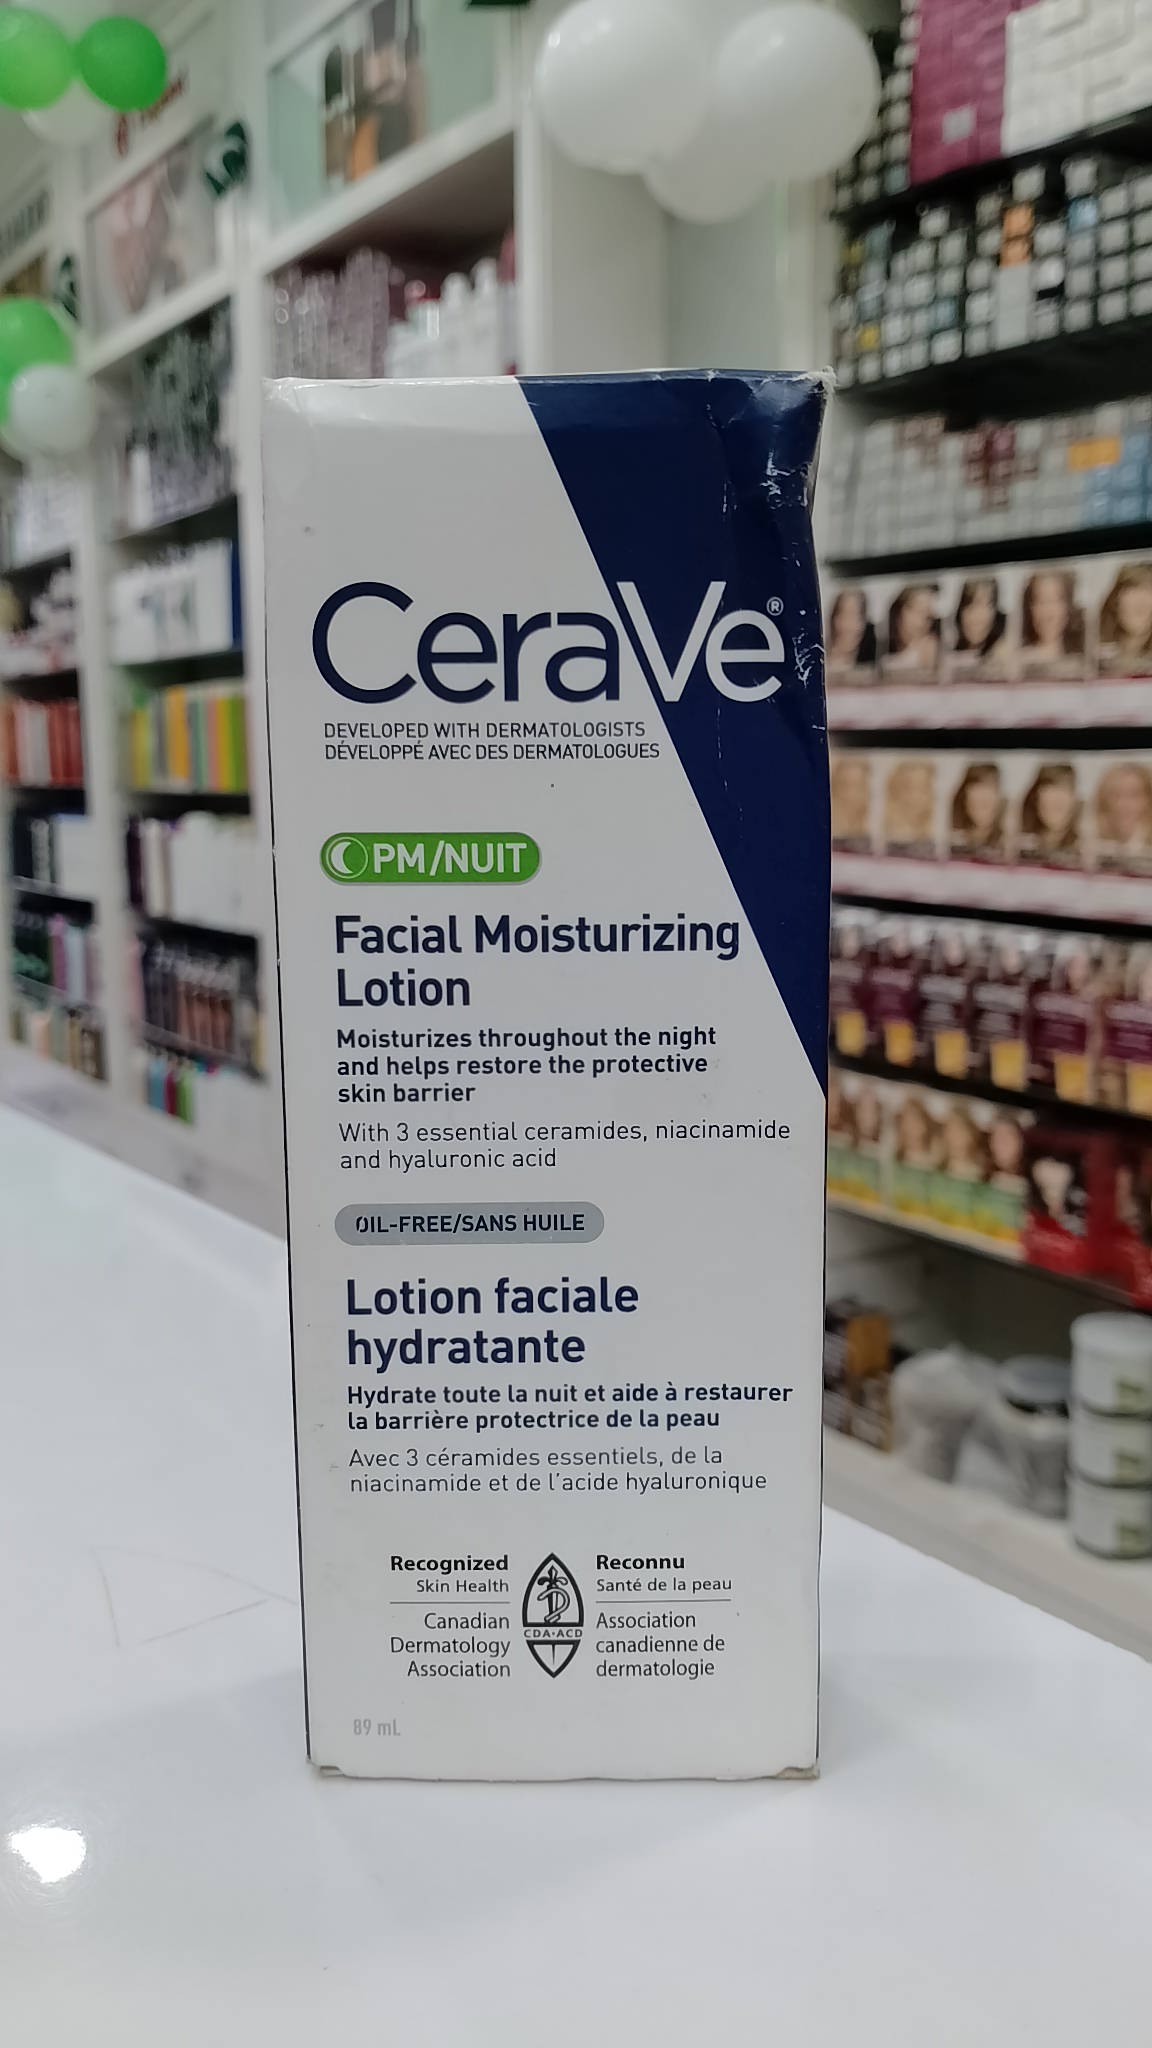 CeraVe®
DEVELOPED WITH DERMATOLOGISTS
DÉVELOPPÉ AVEC DES DERMATOLOGUES
PM/NUIT
Facial Moisturizing
Lotion
Moisturizes throughout the night
and helps restore the protective
skin barrier
With 3 essential ceramides, niacinamide
and hyaluronic acid
OIL-FREE/SANS HUILE
Lotion faciale
hydratante
Hydrate toute la nuit et aide à restaurer
la barrière protectrice de la peau
Avec 3 céramides essentiels, de la
niacinamide et de l'acide hyaluronique
Recognized
Skin Health
Canadian
Dermatology
Association
CDA·ACD
Reconnu
Santé de la peau
Association
canadienne de
dermatologie
89 mL